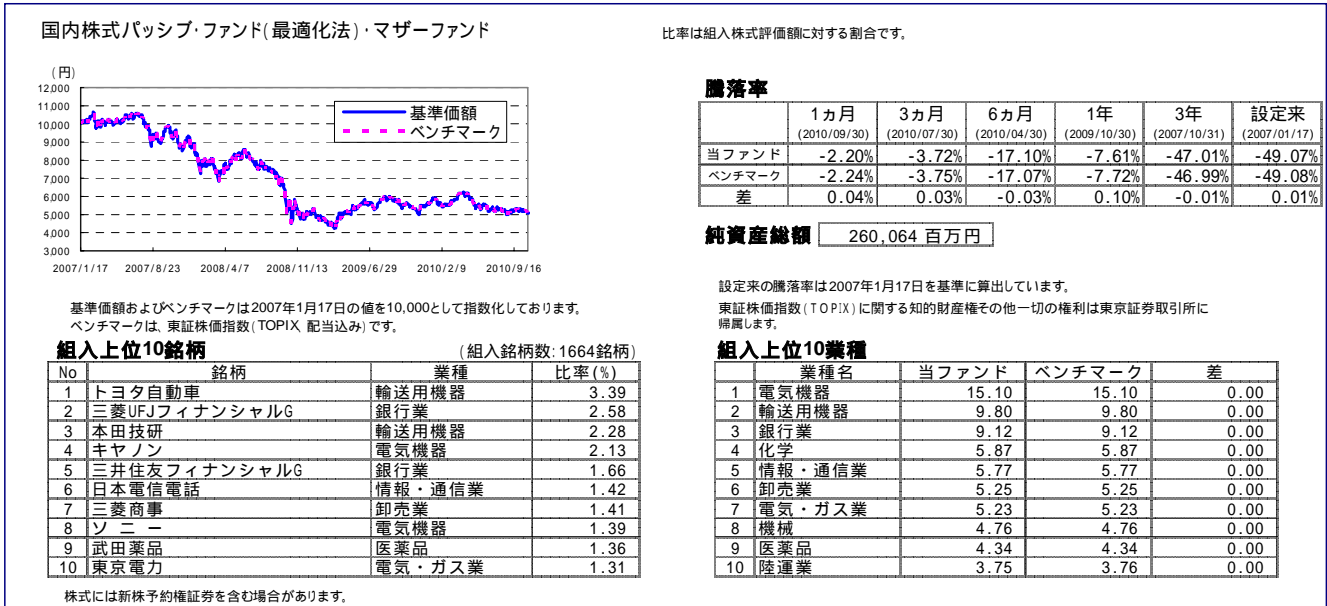 国内株式パッシブ・ファンド(最適化法)・マザーファンド
(円)
12,000
11,000
10,000
9,000
8,000
7,000
6,000
5,000
4,000
3,000
基準価額
ベンチマーク
2007/1/17 2007/8/23 2008/4/7 2008/11/13 2009/6/29 2010/2/9 2010/9/16
基準価額およびベンチマークは2007年1月17日の値を10,000として指数化しております。
ベンチマークは、東証株価指数(TOPIX、配当込み)です。
組入上位10銘柄 (組入銘柄数:1664銘柄)
No 銘柄 業種 比率(%)
1 トヨタ自動車 輸送用機器 3.39
2 三菱UFJフィナンシャルG 銀行業 2.58
3 本田技研 輸送用機器 2.28
4 キヤノン 電気機器 2.13
5 三井住友フィナンシャルG 銀行業 1.66
6 日本電信電話 情報・通信業 1.42
7 三菱商事 卸売業 1.41
8 ソ ニ ー 電気機器 1.39
9 武田薬品 医薬品 1.36
10 東京電力 電気・ガス業 1.31
株式には新株予約権証券を含む場合があります。
比率は組入株式評価額に対する割合です。
騰落率
1ヵ月 3ヵ月 6ヵ月 1年 3年 設定来
(2010/09/30) (2010/07/30) (2010/04/30) (2009/10/30) (2007/10/31) (2007/01/17)
当ファンド -2.20% -3.72% -17.10% -7.61% -47.01% -49.07%
ベンチマーク -2.24% -3.75% -17.07% -7.72% -46.99% -49.08%
差 0.04% 0.03% -0.03% 0.10% -0.01% 0.01%
純資産総額 260,064 百万円
設定来の騰落率は2007年1月17日を基準に算出しています。
東証株価指数(TOPIX)に関する知的財産権その他一切の権利は東京証券取引所に
帰属します。
組入上位10業種
業種名 当ファンド ベンチマーク 差
1 電気機器 15.10 15.10 0.00
2 輸送用機器 9.80 9.80 0.00
3 銀行業 9.12 9.12 0.00
4 化学 5.87 5.87 0.00
5 情報・通信業 5.77 5.77 0.00
6 卸売業 5.25 5.25 0.00
7 電気・ガス業 5.23 5.23 0.00
8 機械 4.76 4.76 0.00
9 医薬品 4.34 4.34 0.00
10 陸運業 3.75 3.76 0.00